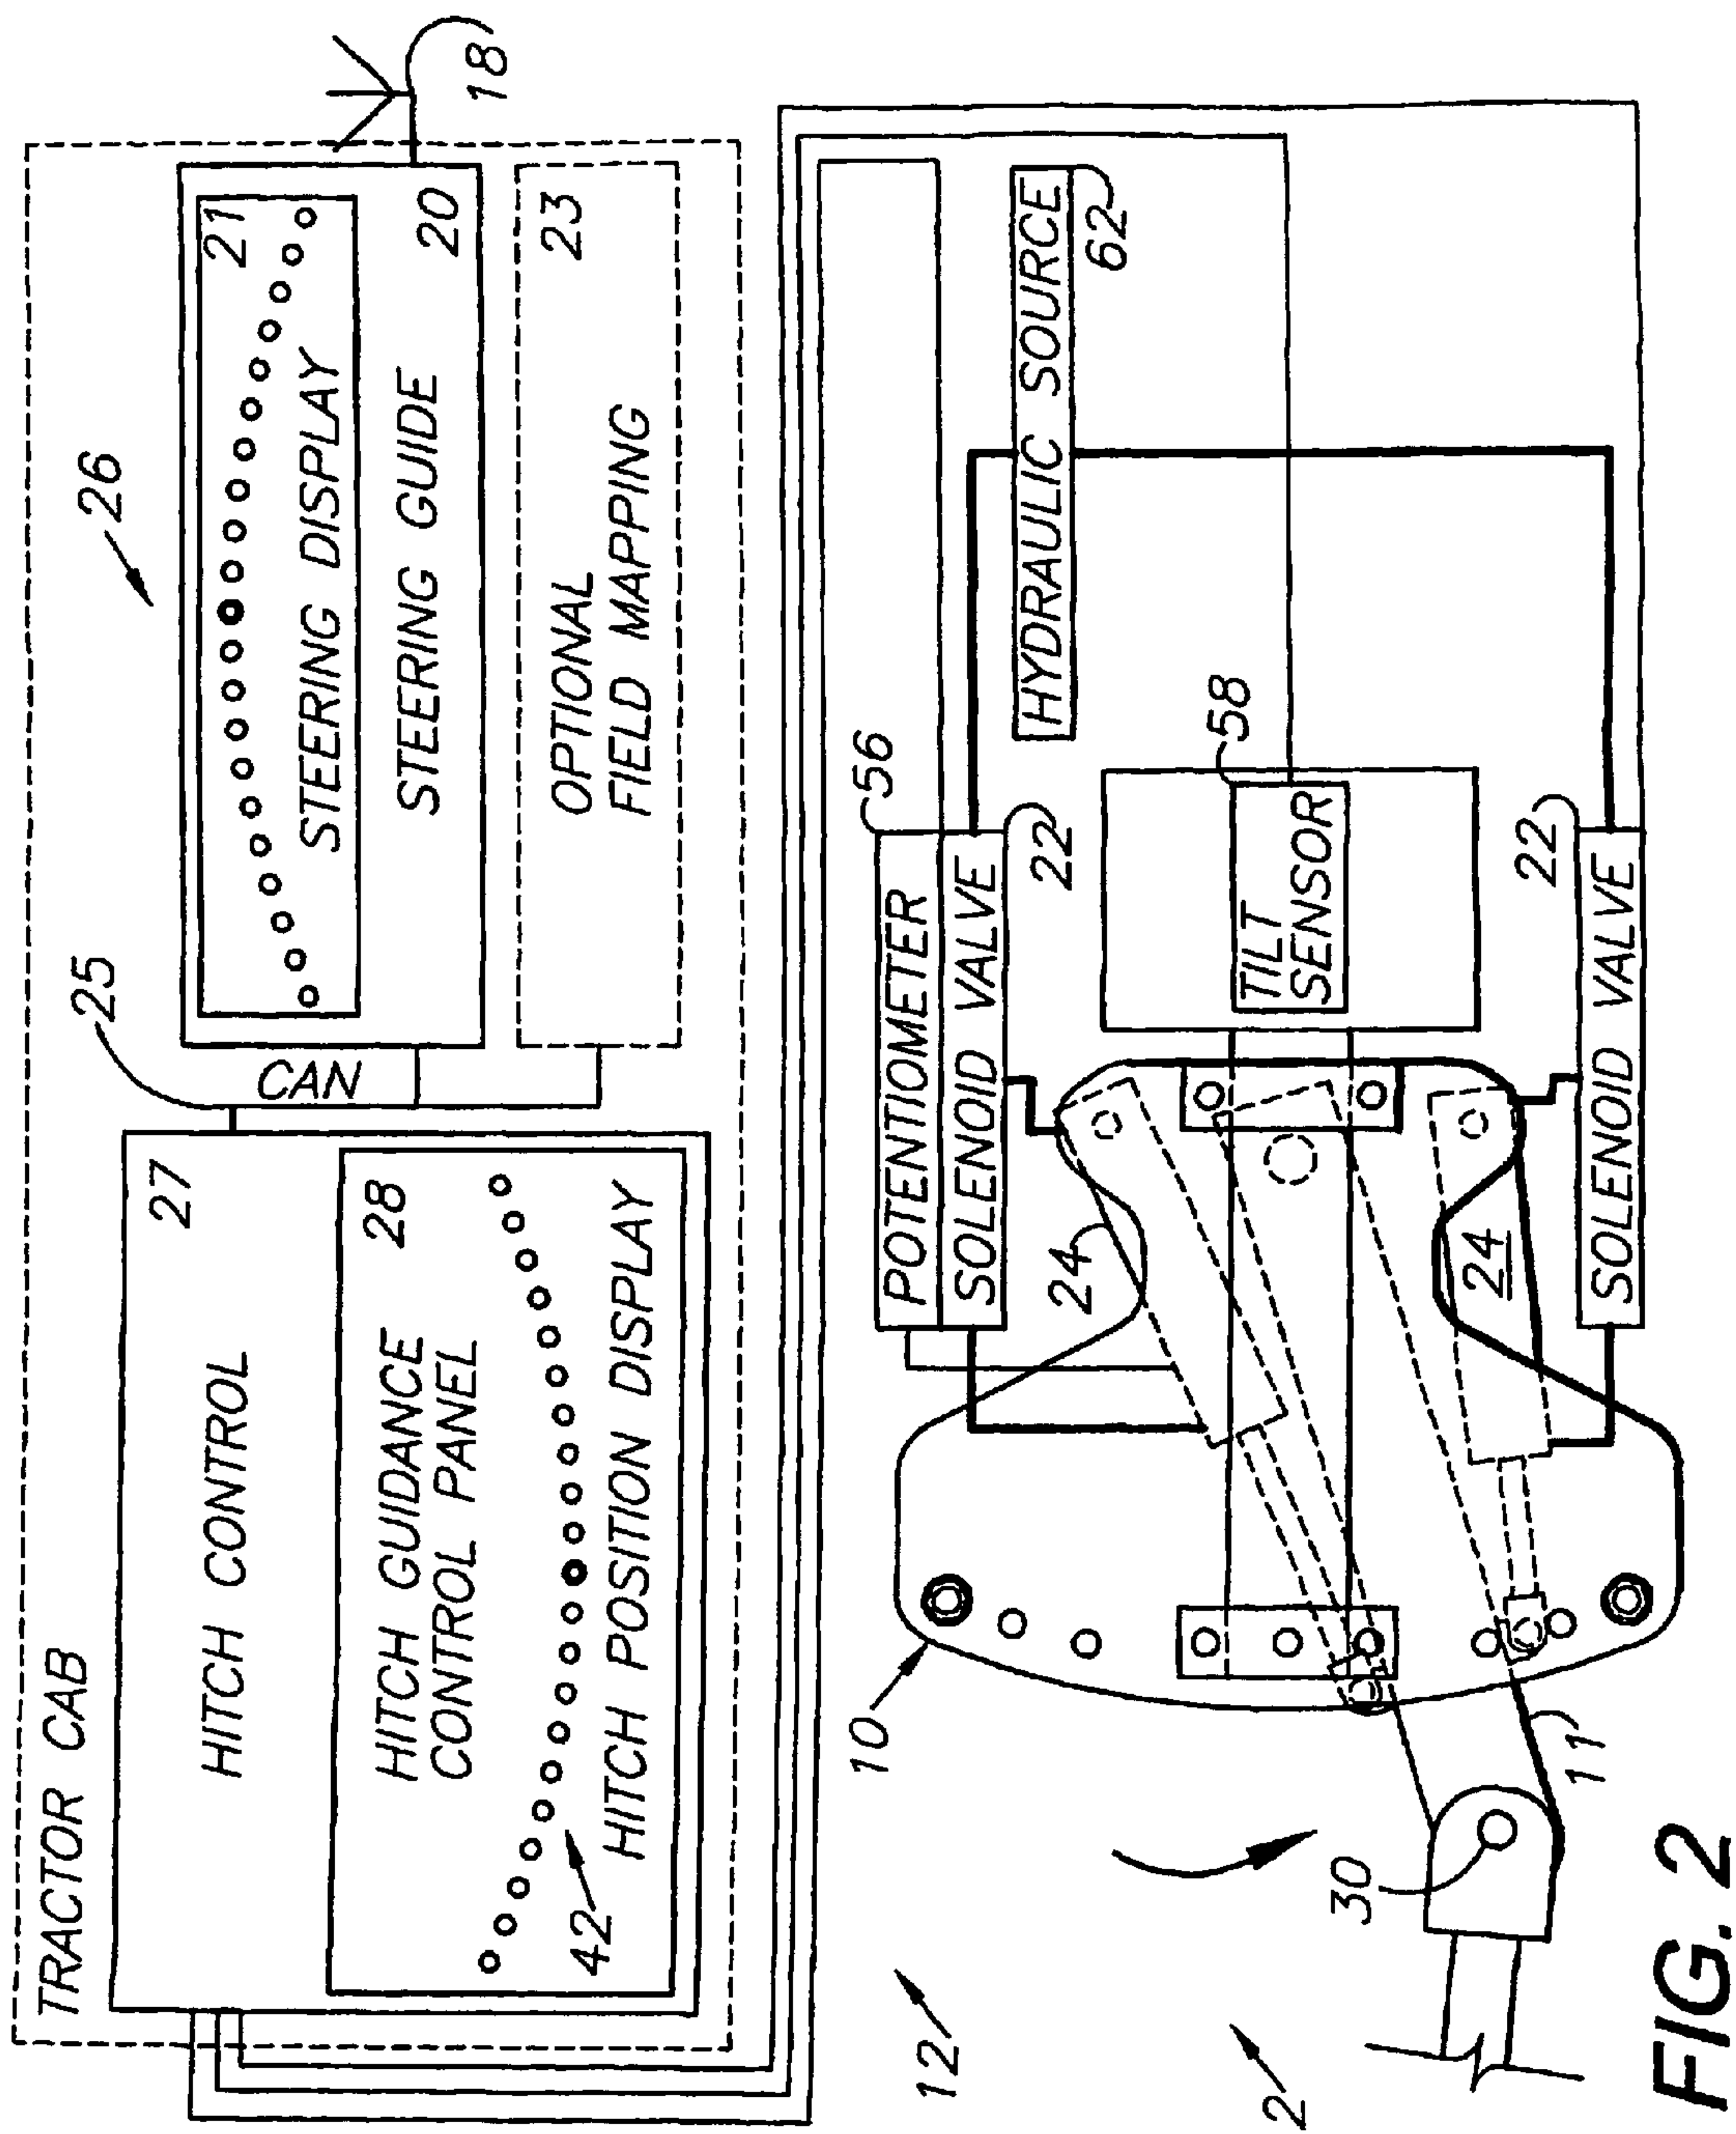 TRACTOR CAB
HITCH CONTROL
27
HITCH GUIDANCE
CONTROL PANEL
28
42
HITCH POSITION DISPLAY
25
CAN
26
21
STEERING DISPLAY
STEERING GUIDE
20
OPTIONAL
FIELD MAPPING
23
18
12
2
10
30
11
24
24
POTENTIOMETER
56
SOLENOID VALVE
22
TILT
SENSOR
58
HYDRAULIC SOURCE
62
22
SOLENOID VALVE
FIG. 2